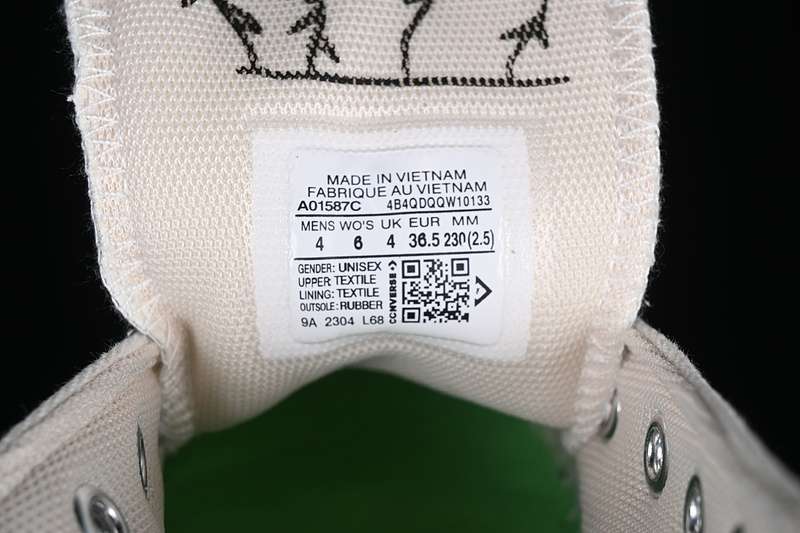 MADE IN VIETNAM
FABRIQUE AU VIETNAM
A01587C 4B4QDQQW10133
MENS WO'S UK EUR MM
4 6 4 36.5 230(2.5)
GENDER: UNISEX
UPPER: TEXTILE
LINING: TEXTILE
OUTSOLE: RUBBER
9A 2304 L68
CONVERSE